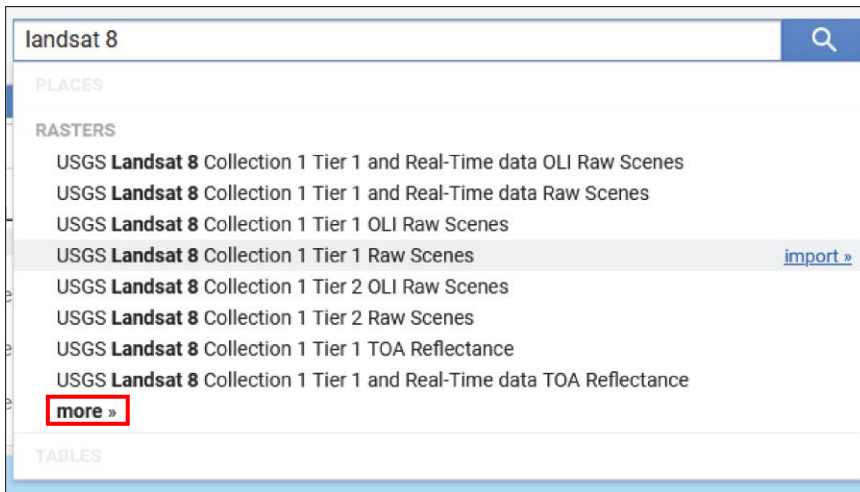 landsat 8
PLACES
RASTERS
USGS Landsat 8 Collection 1 Tier 1 and Real-Time data OLI Raw Scenes
USGS Landsat 8 Collection 1 Tier 1 and Real-Time data Raw Scenes
USGS Landsat 8 Collection 1 Tier 1 OLI Raw Scenes
USGS Landsat 8 Collection 1 Tier 1 Raw Scenes import »
USGS Landsat 8 Collection 1 Tier 2 OLI Raw Scenes
USGS Landsat 8 Collection 1 Tier 2 Raw Scenes
USGS Landsat 8 Collection 1 Tier 1 TOA Reflectance
USGS Landsat 8 Collection 1 Tier 1 and Real-Time data TOA Reflectance
more »
TABLES